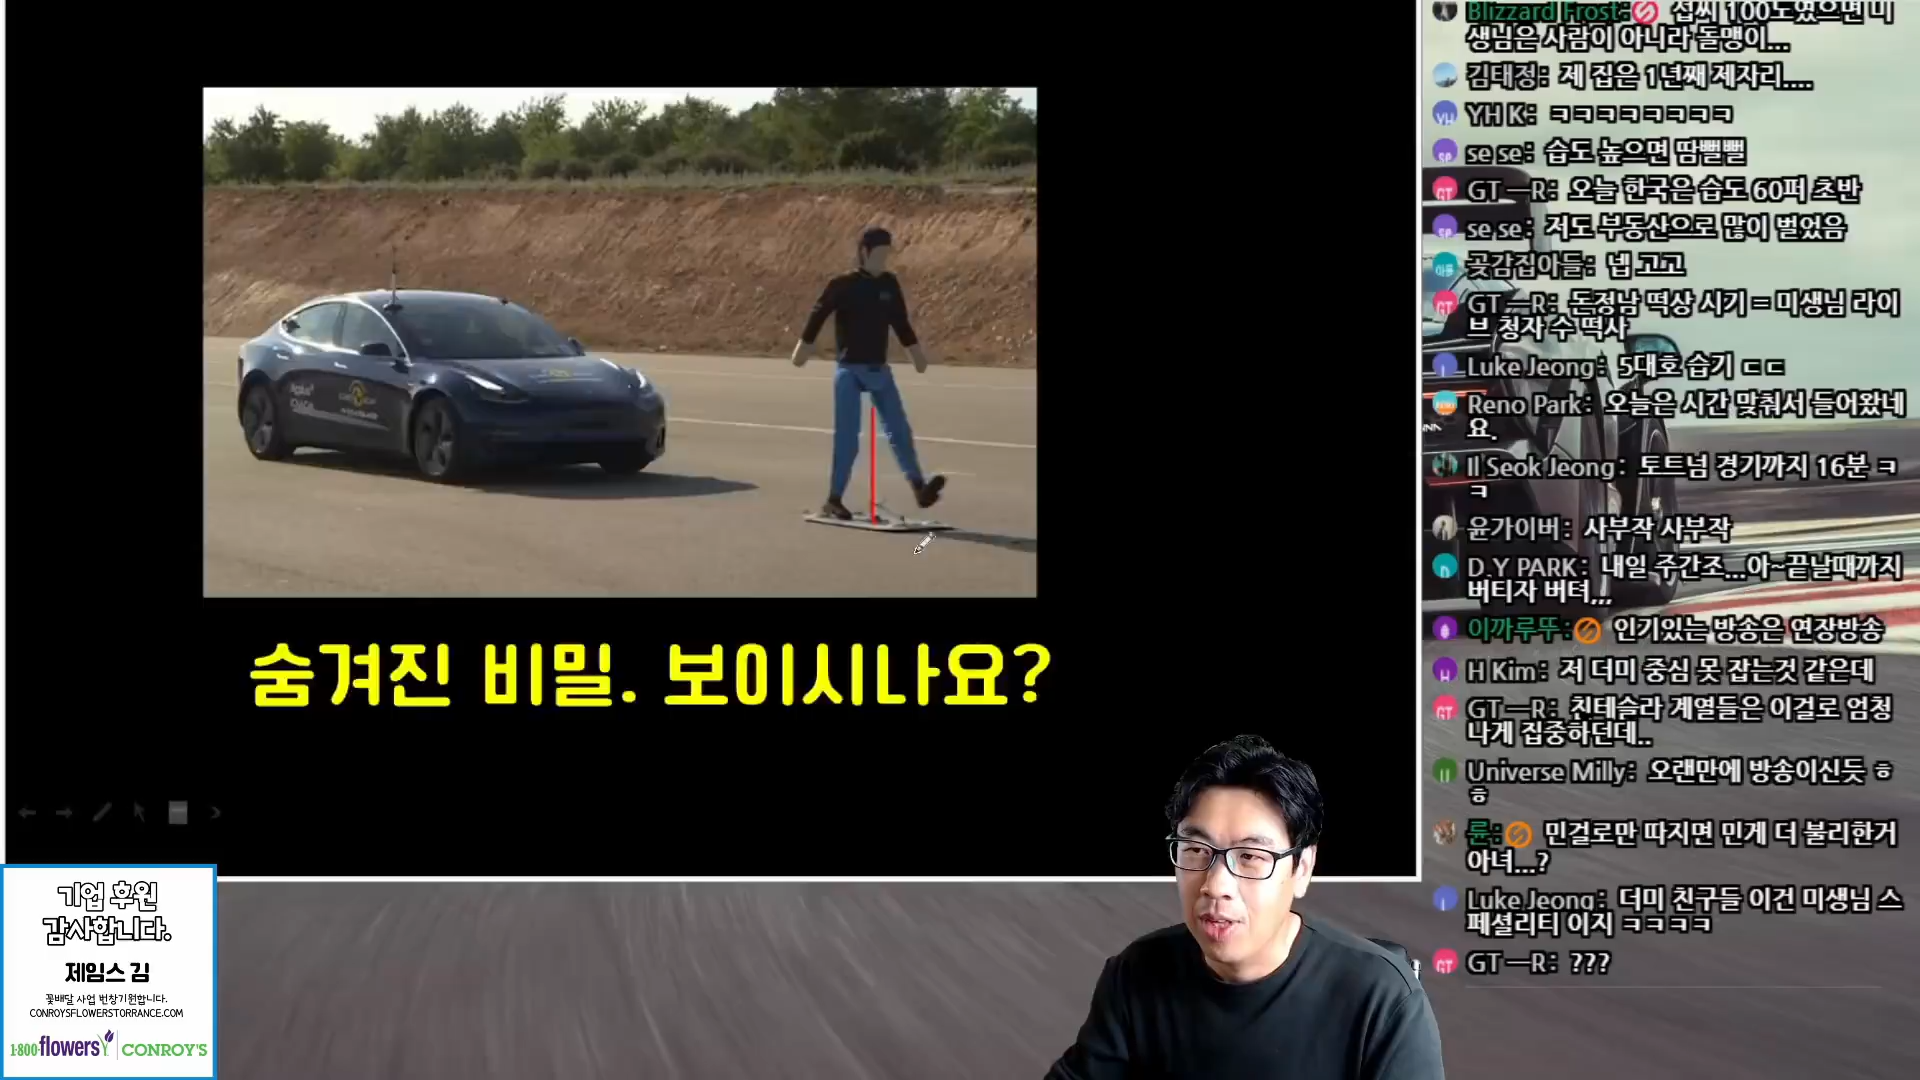 숨겨진 비밀. 보이시나요?
기업 후원
감사합니다.
제임스 김
꽃배달 사업 번창기원합니다.
CONROYSFLOWERSTORRANCE.COM
1-800-flowers CONROY'S
Blizzard Frost: 섭씨 100도였으면 미
생님은 사람이 아니라 돌맹이...
김태정: 제 집은 1년째 제자리....
YH K: ㅋㅋㅋㅋㅋㅋㅋㅋ
se se: 습도 높으면 땀뻘뻘
GT—R: 오늘 한국은 습도 60퍼 초반
se se: 저도 부동산으로 많이 벌었음
곶감집아들: 넵 고고
GT—R: 돈정남 떡상 시기 = 미생님 라이
브 청자 수 떡사
Luke Jeong: 5대호 습기 ㄷㄷ
Reno Park: 오늘은 시간 맞춰서 들어왔네
요.
Il Seok Jeong: 토트넘 경기까지 16분 ㅋ
ㅋ
윤가이버: 사부작 사부작
D.Y PARK: 내일 주간조...아~끝날때까지
버티자 버텨,,,
이까루뚜: 인기있는 방송은 연장방송
H Kim: 저 더미 중심 못 잡는것 같은데
GT—R: 친테슬라 계열들은 이걸로 엄청
나게 집중하던데..
Universe Milly: 오랜만에 방송이신듯 ㅎ
ㅎ
륜: 민걸로만 따지면 민게 더 불리한거
아녀...?
Luke Jeong: 더미 친구들 이건 미생님 스
페셜리티 이지 ㅋㅋㅋㅋ
GT—R: ???